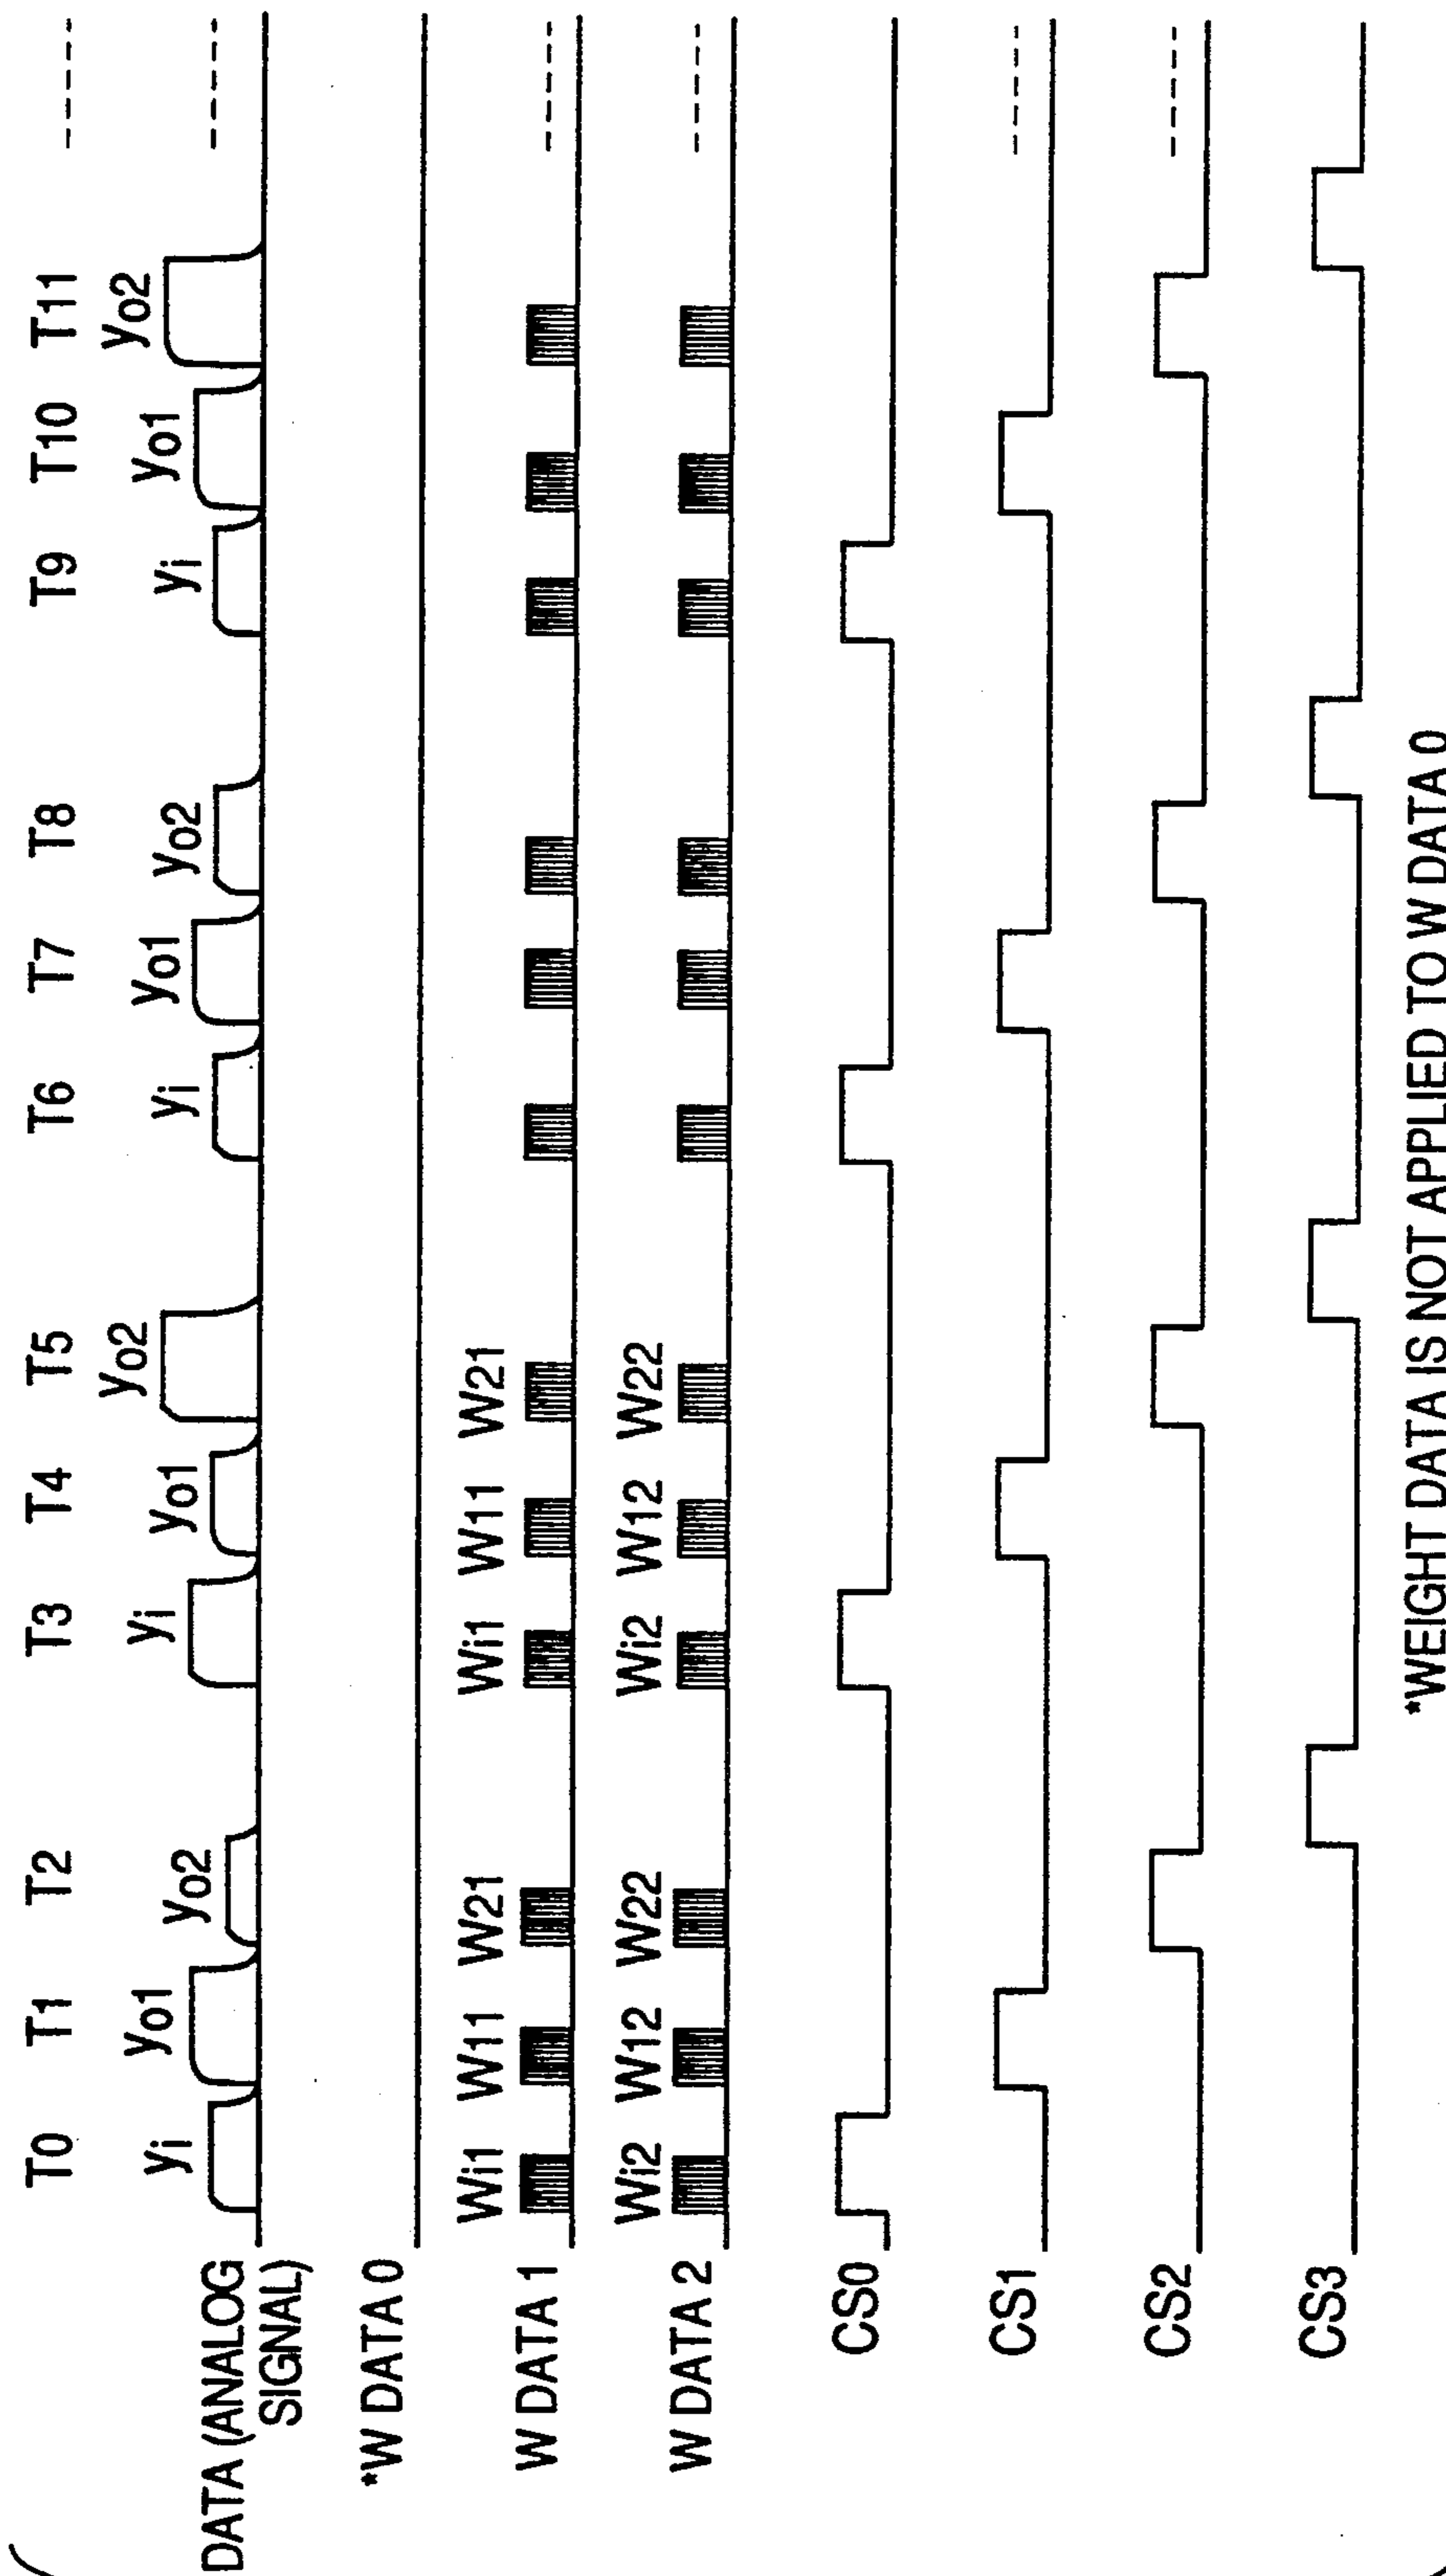 T0 T1 T2 T3 T4 T5 T6 T7 T8 T9 T10 T11
yi yo1 yo2 yi yo1 yo2 yi yo1 yo2 yi yo1 yo2
DATA (ANALOG
SIGNAL)
*W DATA 0
Wi1 W11 W21 Wi1 W11 W21
W DATA 1
Wi2 W12 W22 Wi2 W12 W22
W DATA 2
CS0
CS1
CS2
CS3
*WEIGHT DATA IS NOT APPLIED TO W DATA 0